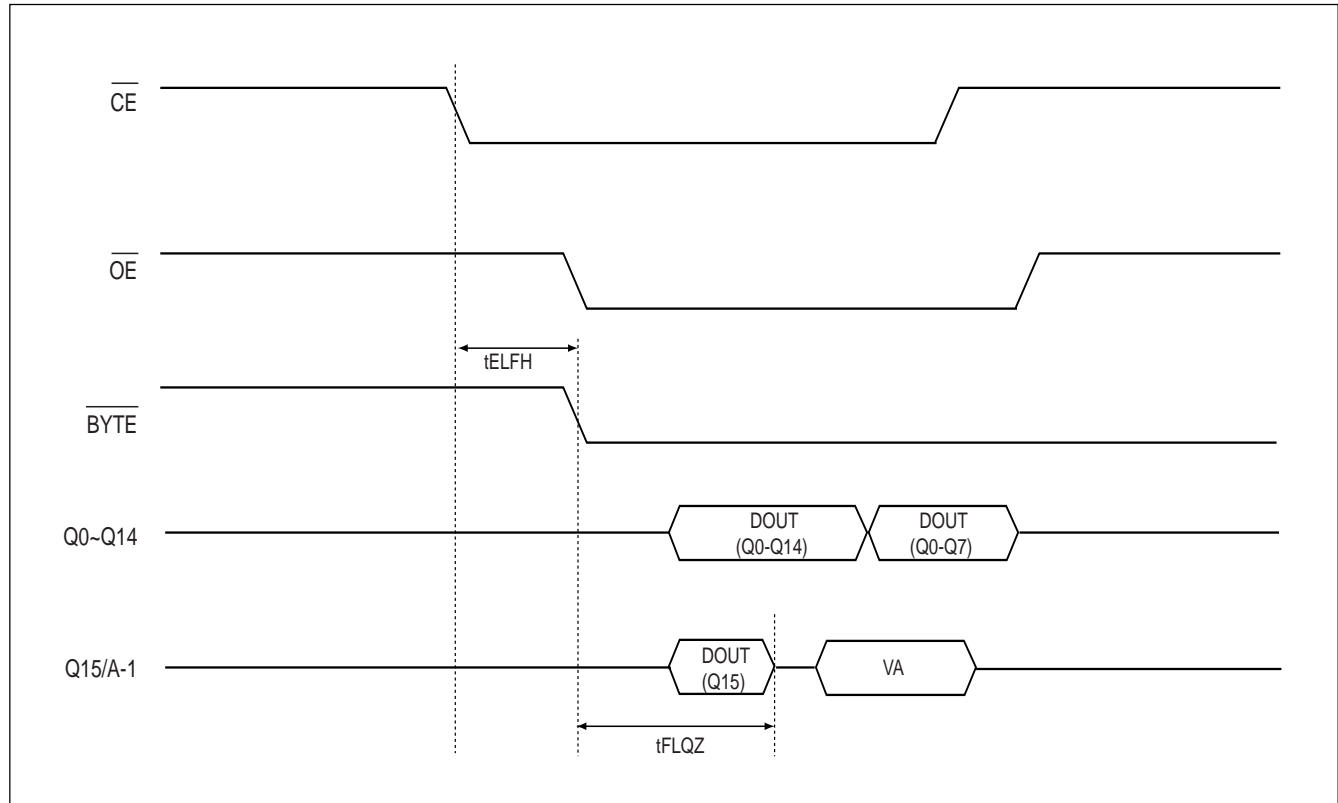 CE
OE
tELFH
BYTE
Q0~Q14
DOUT
(Q0-Q14)
DOUT
(Q0-Q7)
Q15/A-1
DOUT
(Q15)
VA
tFLQZ